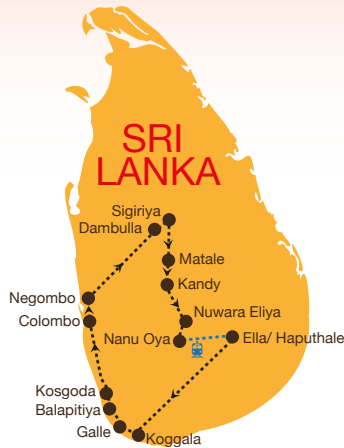 SRI
LANKA
Sigiriya
Dambulla
Matale
Kandy
Negombo
Nuwara Eliya
Colombo
Nanu Oya
Ella/ Haputhale
Kosgoda
Balapitiya
Galle
Koggala